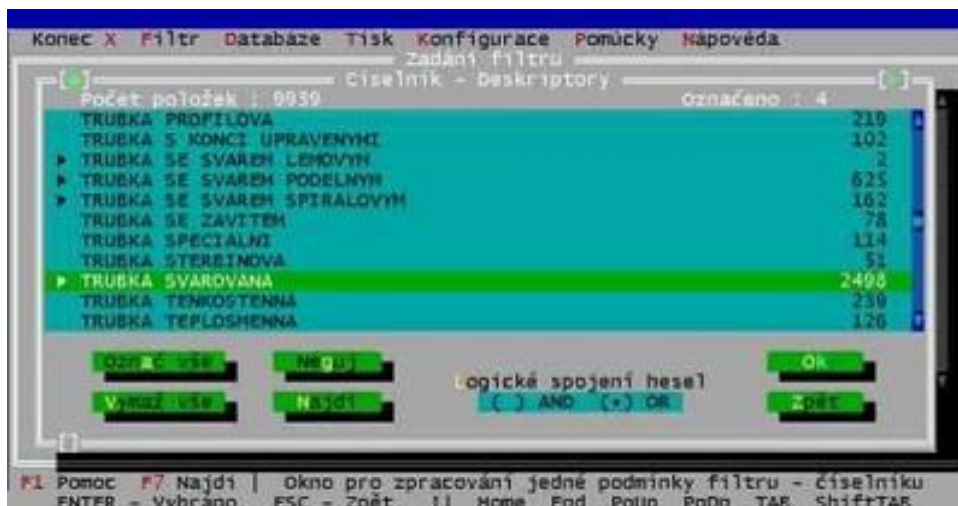 Konec X Filtr Databáze Tisk Konfigurace Pomůcky Nápověda
Zadání filtru
Číselník - Deskriptory
Počet položek : 9939 Označeno : 4
TRUBKA PROFILOVA 219
TRUBKA S KONCI UPRAVENYMI 102
TRUBKA SE SVAREM LEMOVYM 2
TRUBKA SE SVAREM PODELNYM 625
TRUBKA SE SVAREM SPIRALOVYM 162
TRUBKA SE ZAVITEM 78
TRUBKA SPECIALNI 114
TRUBKA STERBINOVA 51
TRUBKA SVAROVANA 2498
TRUBKA TENKOSTENNA 239
TRUBKA TEPLOSMENNA 126
Označ vše Neguj Ok
Logické spojení hesel
Vymaž vše Najdi ( ) AND (•) OR Zpět
F1 Pomoc F7 Najdi | Okno pro zpracování jedné podmínky filtru - číselníku
ENTER - Vybráno ESC - Zpět Home End PgUp PgDn TAB ShiftTAB